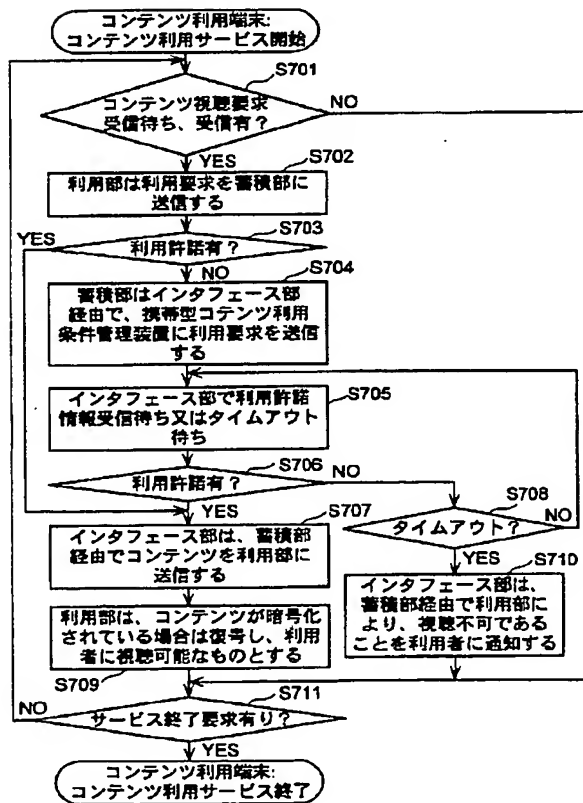 コンテンツ利用端末:
コンテンツ利用サービス開始
S701
コンテンツ視聴要求
受信待ち、受信有？
NO
YES
S702
利用部は利用要求を蓄積部に
送信する
S703
YES
利用許諾有？
NO
S704
蓄積部はインタフェース部
経由で、携帯型コテンツ利用
条件管理装置に利用要求を送信
する
S705
インタフェース部で利用許諾
情報受信待ち又はタイムアウト
待ち
S706
利用許諾有？
NO
YES
S707
インタフェース部は、蓄積部
経由でコンテンツを利用部に
送信する
S708
タイムアウト？
NO
YES
S710
インタフェース部は、
蓄積部経由で利用部に
より、視聴不可である
ことを利用者に通知する
利用部は、コンテンツが暗号化
されている場合は復号し、利用
者に視聴可能なものとする
S709
S711
NO
サービス終了要求有り？
YES
コンテンツ利用端末:
コンテンツ利用サービス終了